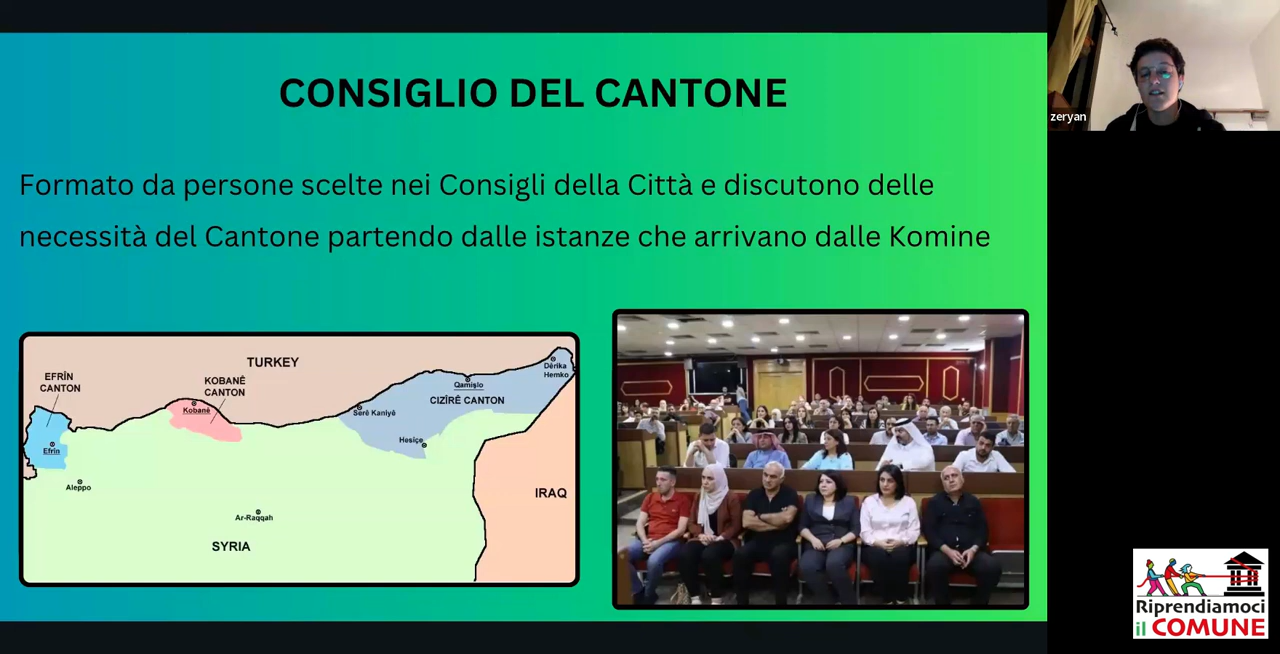 CONSIGLIO DEL CANTONE
Formato da persone scelte nei Consigli della Città e discutono delle
necessità del Cantone partendo dalle istanze che arrivano dalle Komine
TURKEY
EFRÎN
CANTON
KOBANÊ
CANTON
Dêrika
Hemko
Qamişlo
CIZÎRÊ CANTON
Kobanê
Serê Kaniyê
Hesiçe
Efrîn
Aleppo
IRAQ
Ar-Raqqah
SYRIA
zeryan
Riprendiamoci
il COMUNE